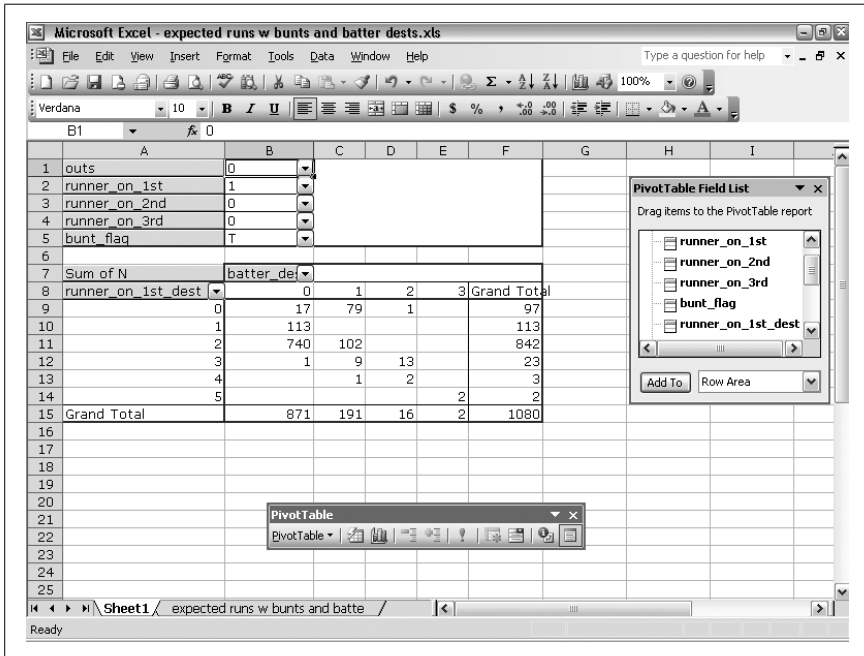 Microsoft Excel - expected runs w bunts and batter dests.xls
File Edit View Insert Format Tools Data Window Help Type a question for help
100%
Verdana 10 B I U $ % , .00 .00 A
B1 fx 0
A B C D E F G H I
1 outs 0
2 runner_on_1st 1
3 runner_on_2nd 0
4 runner_on_3rd 0
5 bunt_flag T
6
7 Sum of N batter_de
8 runner_on_1st_dest 0 1 2 3 Grand Total
9 0 17 79 1 97
10 1 113 113
11 2 740 102 842
12 3 1 9 13 23
13 4 1 2 3
14 5 2 2
15 Grand Total 871 191 16 2 1080
16
17
18
19
20
21
22
23
24
25
PivotTable Field List
Drag items to the PivotTable report
runner_on_1st
runner_on_2nd
runner_on_3rd
bunt_flag
runner_on_1st_dest
Add To Row Area
PivotTable
PivotTable
Sheet1 expected runs w bunts and batte
Ready